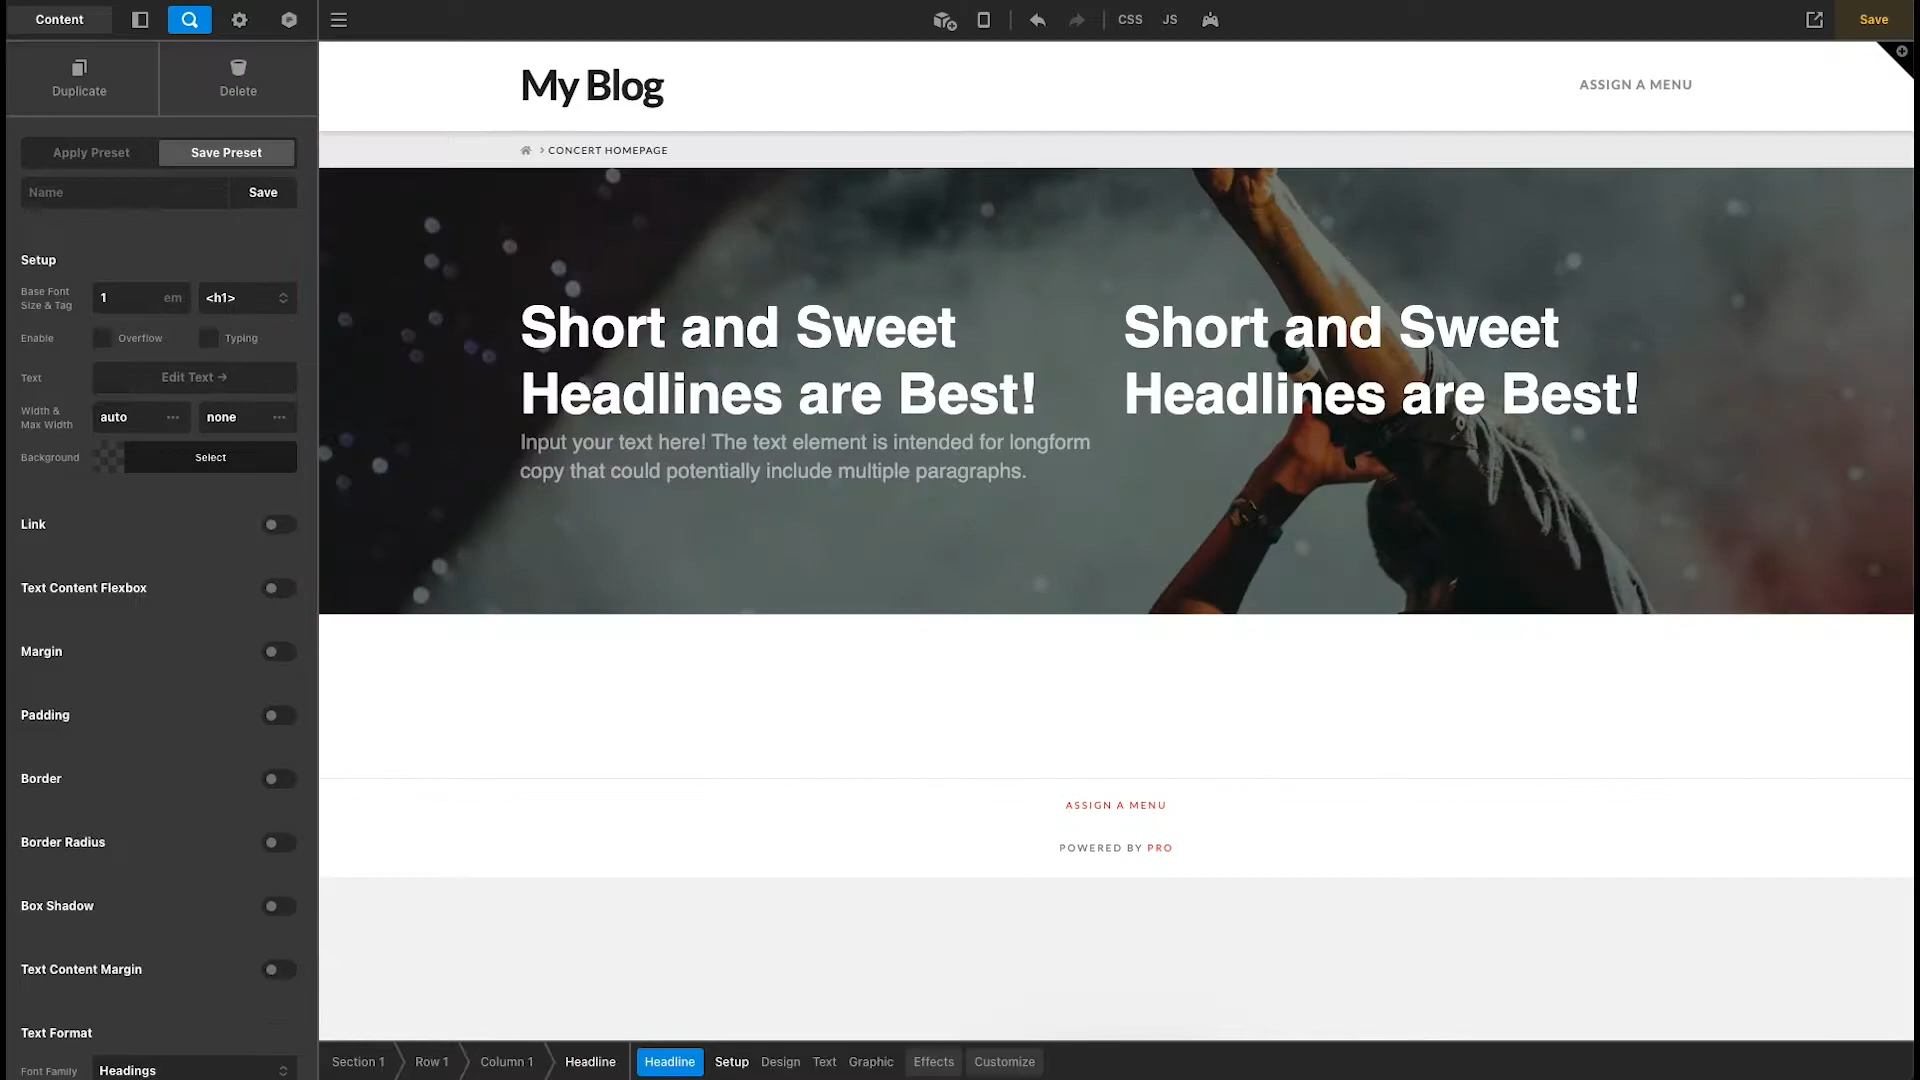 Content
CSS
JS
Save
Duplicate
Delete
Apply Preset
Save Preset
Name
Save
Setup
Base Font
Size & Tag
1
em
<h1>
Enable
Overflow
Typing
Text
Edit Text →
Width &
Max Width
auto
none
Background
Select
Link
Text Content Flexbox
Margin
Padding
Border
Border Radius
Box Shadow
Text Content Margin
Text Format
Font Family
Headings
My Blog
ASSIGN A MENU
CONCERT HOMEPAGE
Short and Sweet
Headlines are Best!
Input your text here! The text element is intended for longform
copy that could potentially include multiple paragraphs.
Short and Sweet
Headlines are Best!
ASSIGN A MENU
POWERED BY PRO
Section 1
Row 1
Column 1
Headline
Headline
Setup
Design
Text
Graphic
Effects
Customize